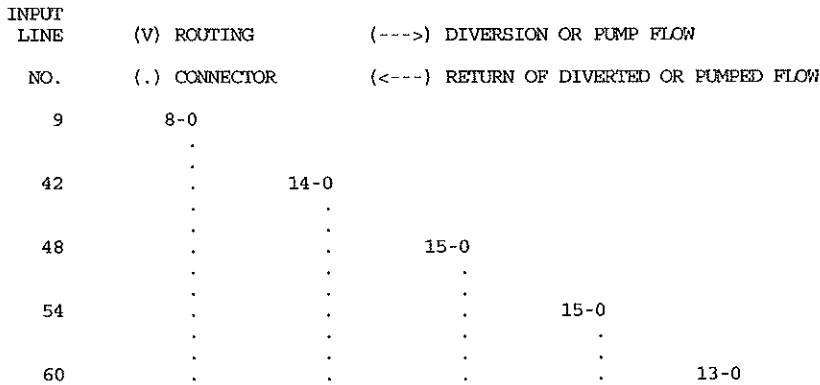 INPUT
LINE (V) ROUTING (--->) DIVERSION OR PUMP FLOW
NO. (.) CONNECTOR (<---) RETURN OF DIVERTED OR PUMPED FLOW
9 8-0
.
.
42 . 14-0
. .
. .
48 . . 15-0
. . .
. . .
54 . . . 15-0
. . . .
. . . .
60 . . . . 13-0